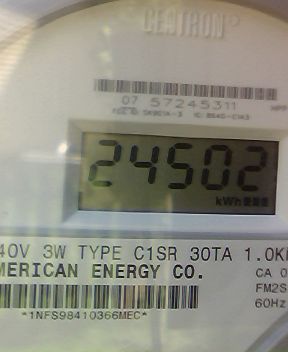 CENTRON®
07 57245311
24502
kWh
40V 3W TYPE C1SR 30TA 1.0K
MERICAN ENERGY CO.
CA 0
FM2S
60Hz
*1NFS98410366MEC*